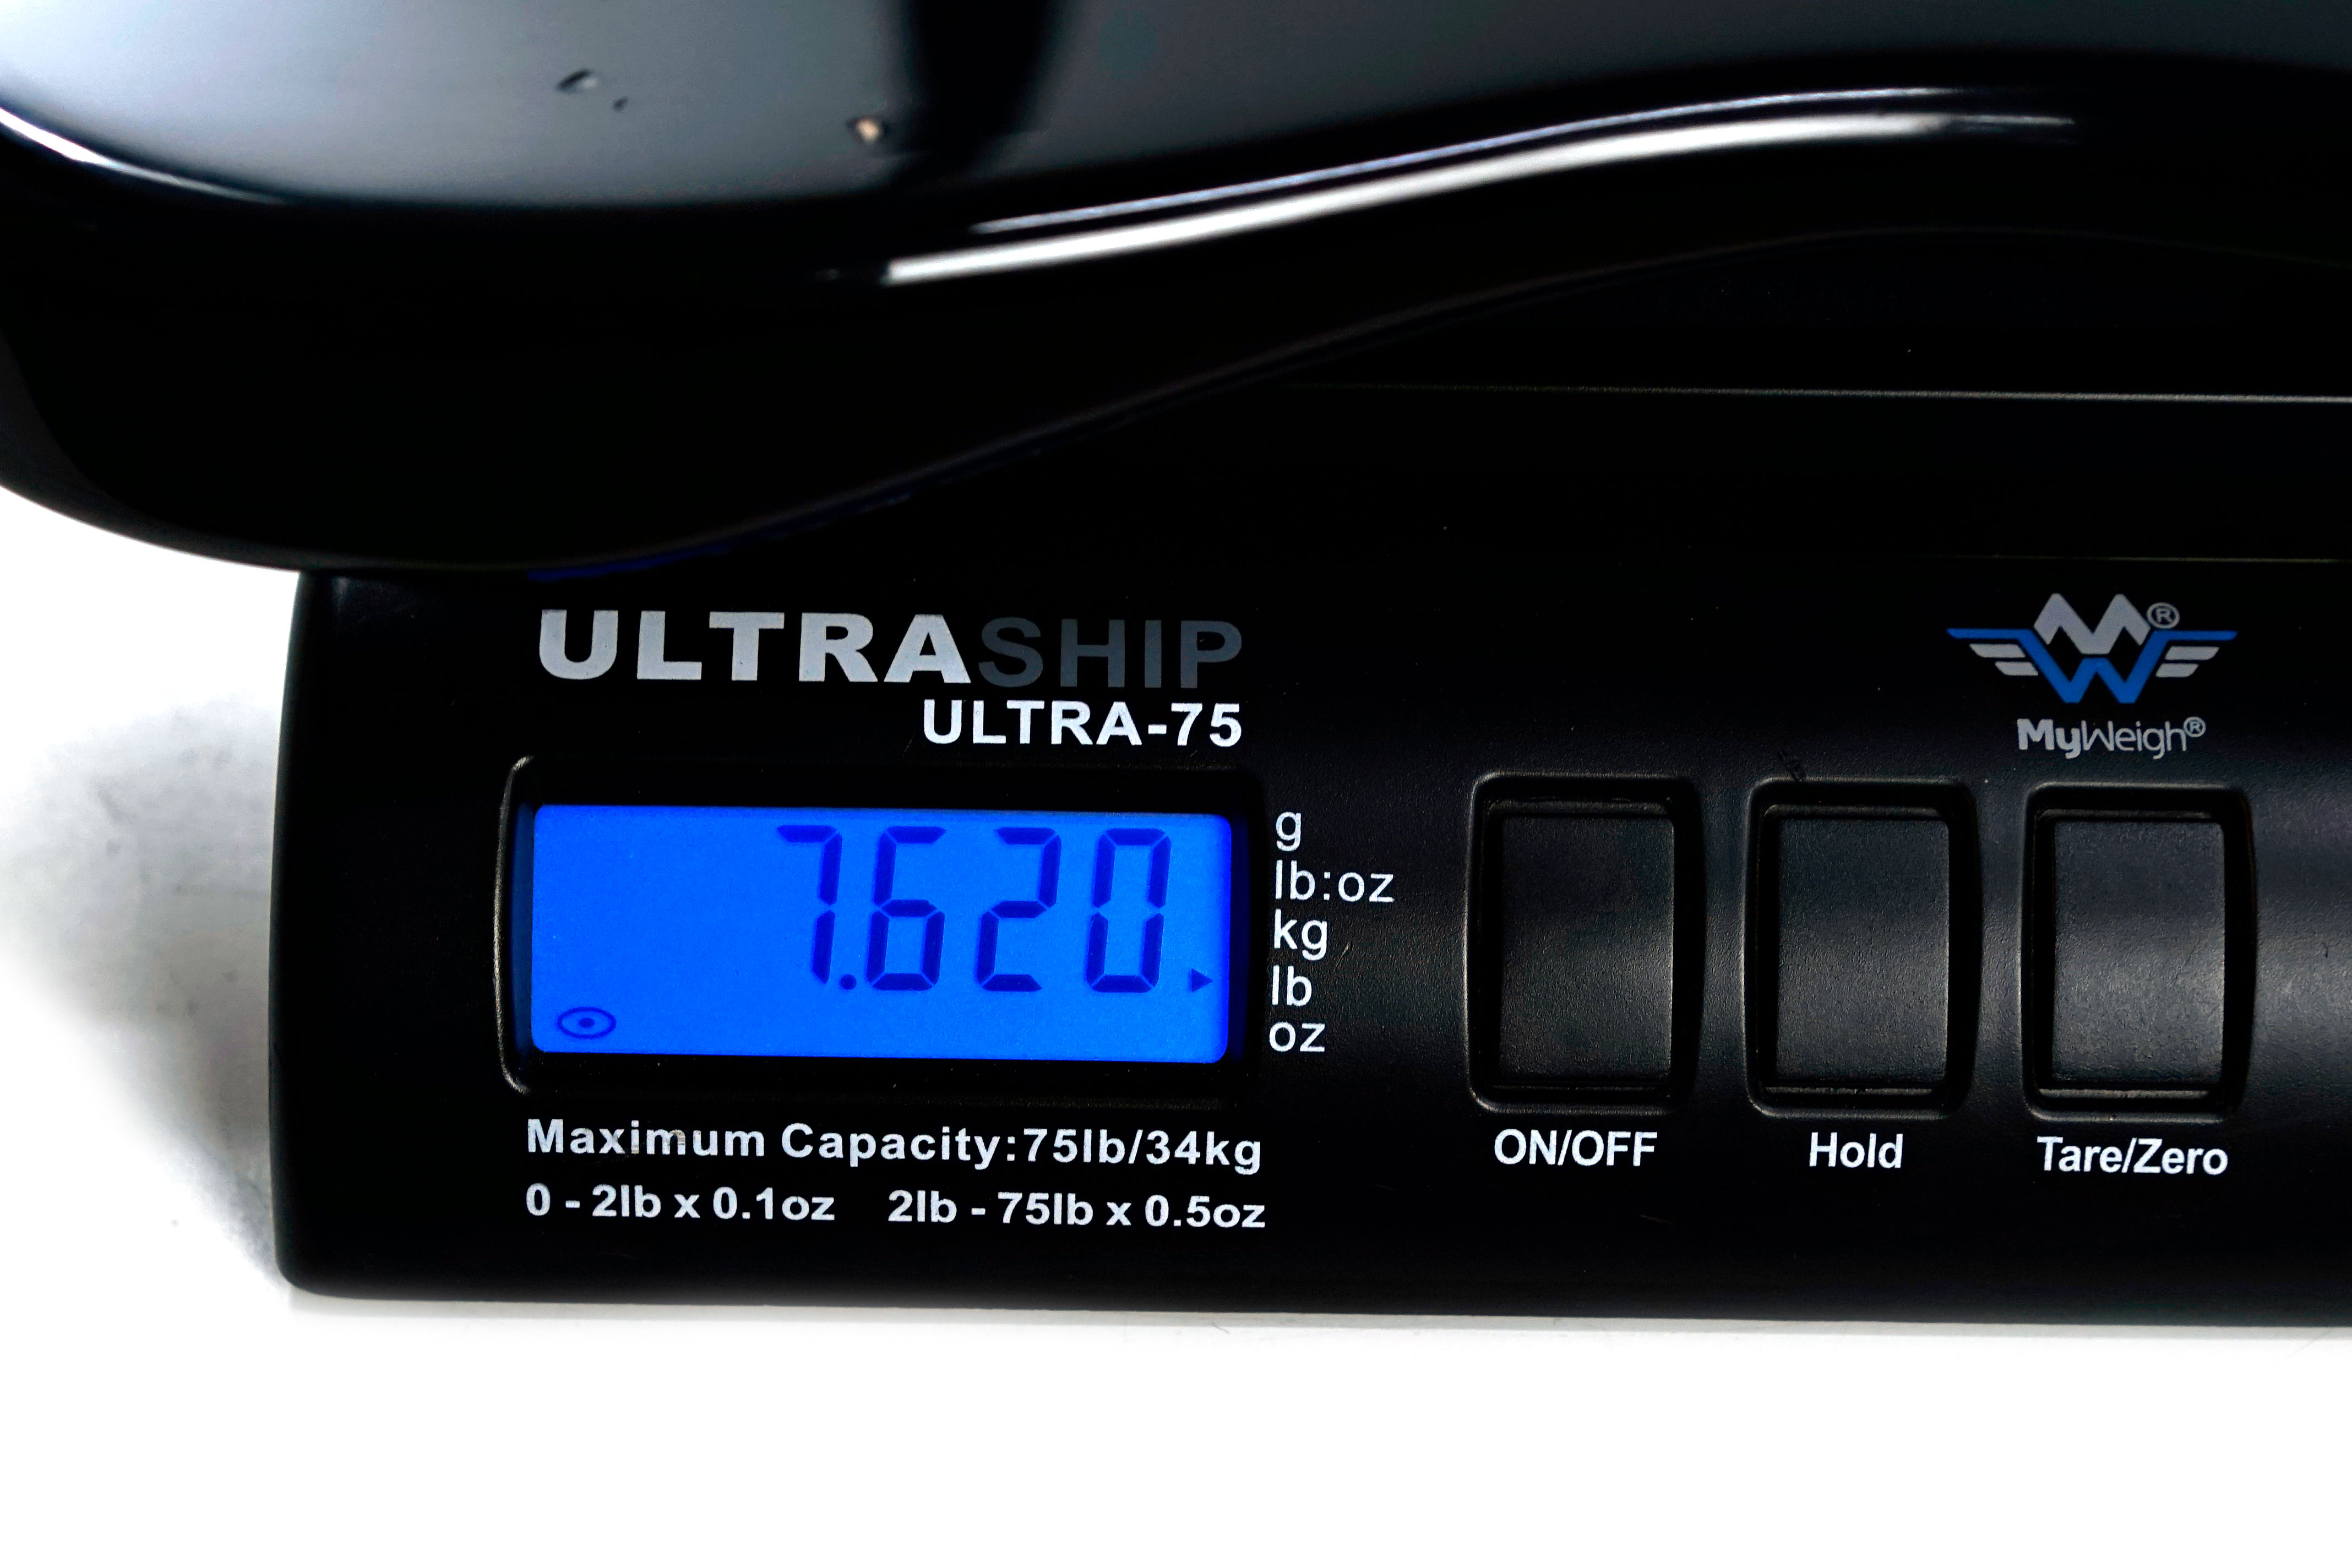 ULTRASHIP
ULTRA-75
MW®
MyWeigh®
7.620
g
lb:oz
kg
lb
oz
Maximum Capacity:75lb/34kg
0 - 2lb x 0.1oz 2lb - 75lb x 0.5oz
ON/OFF
Hold
Tare/Zero